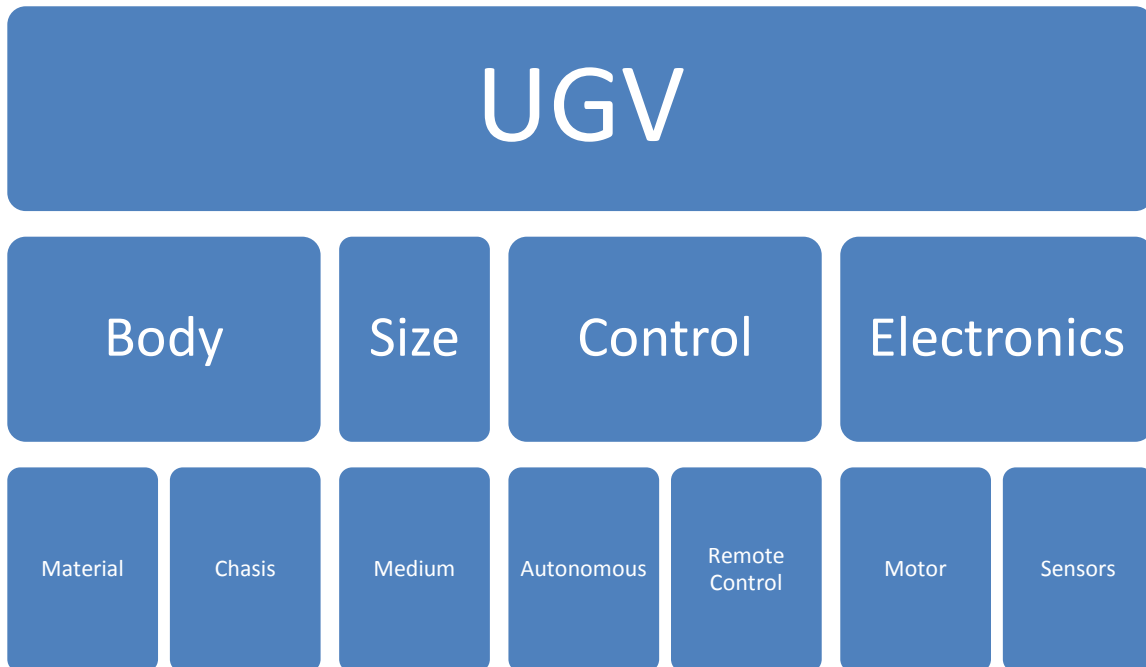 UGV
Body
Size
Control
Electronics
Material
Chasis
Medium
Autonomous
Remote
Control
Motor
Sensors